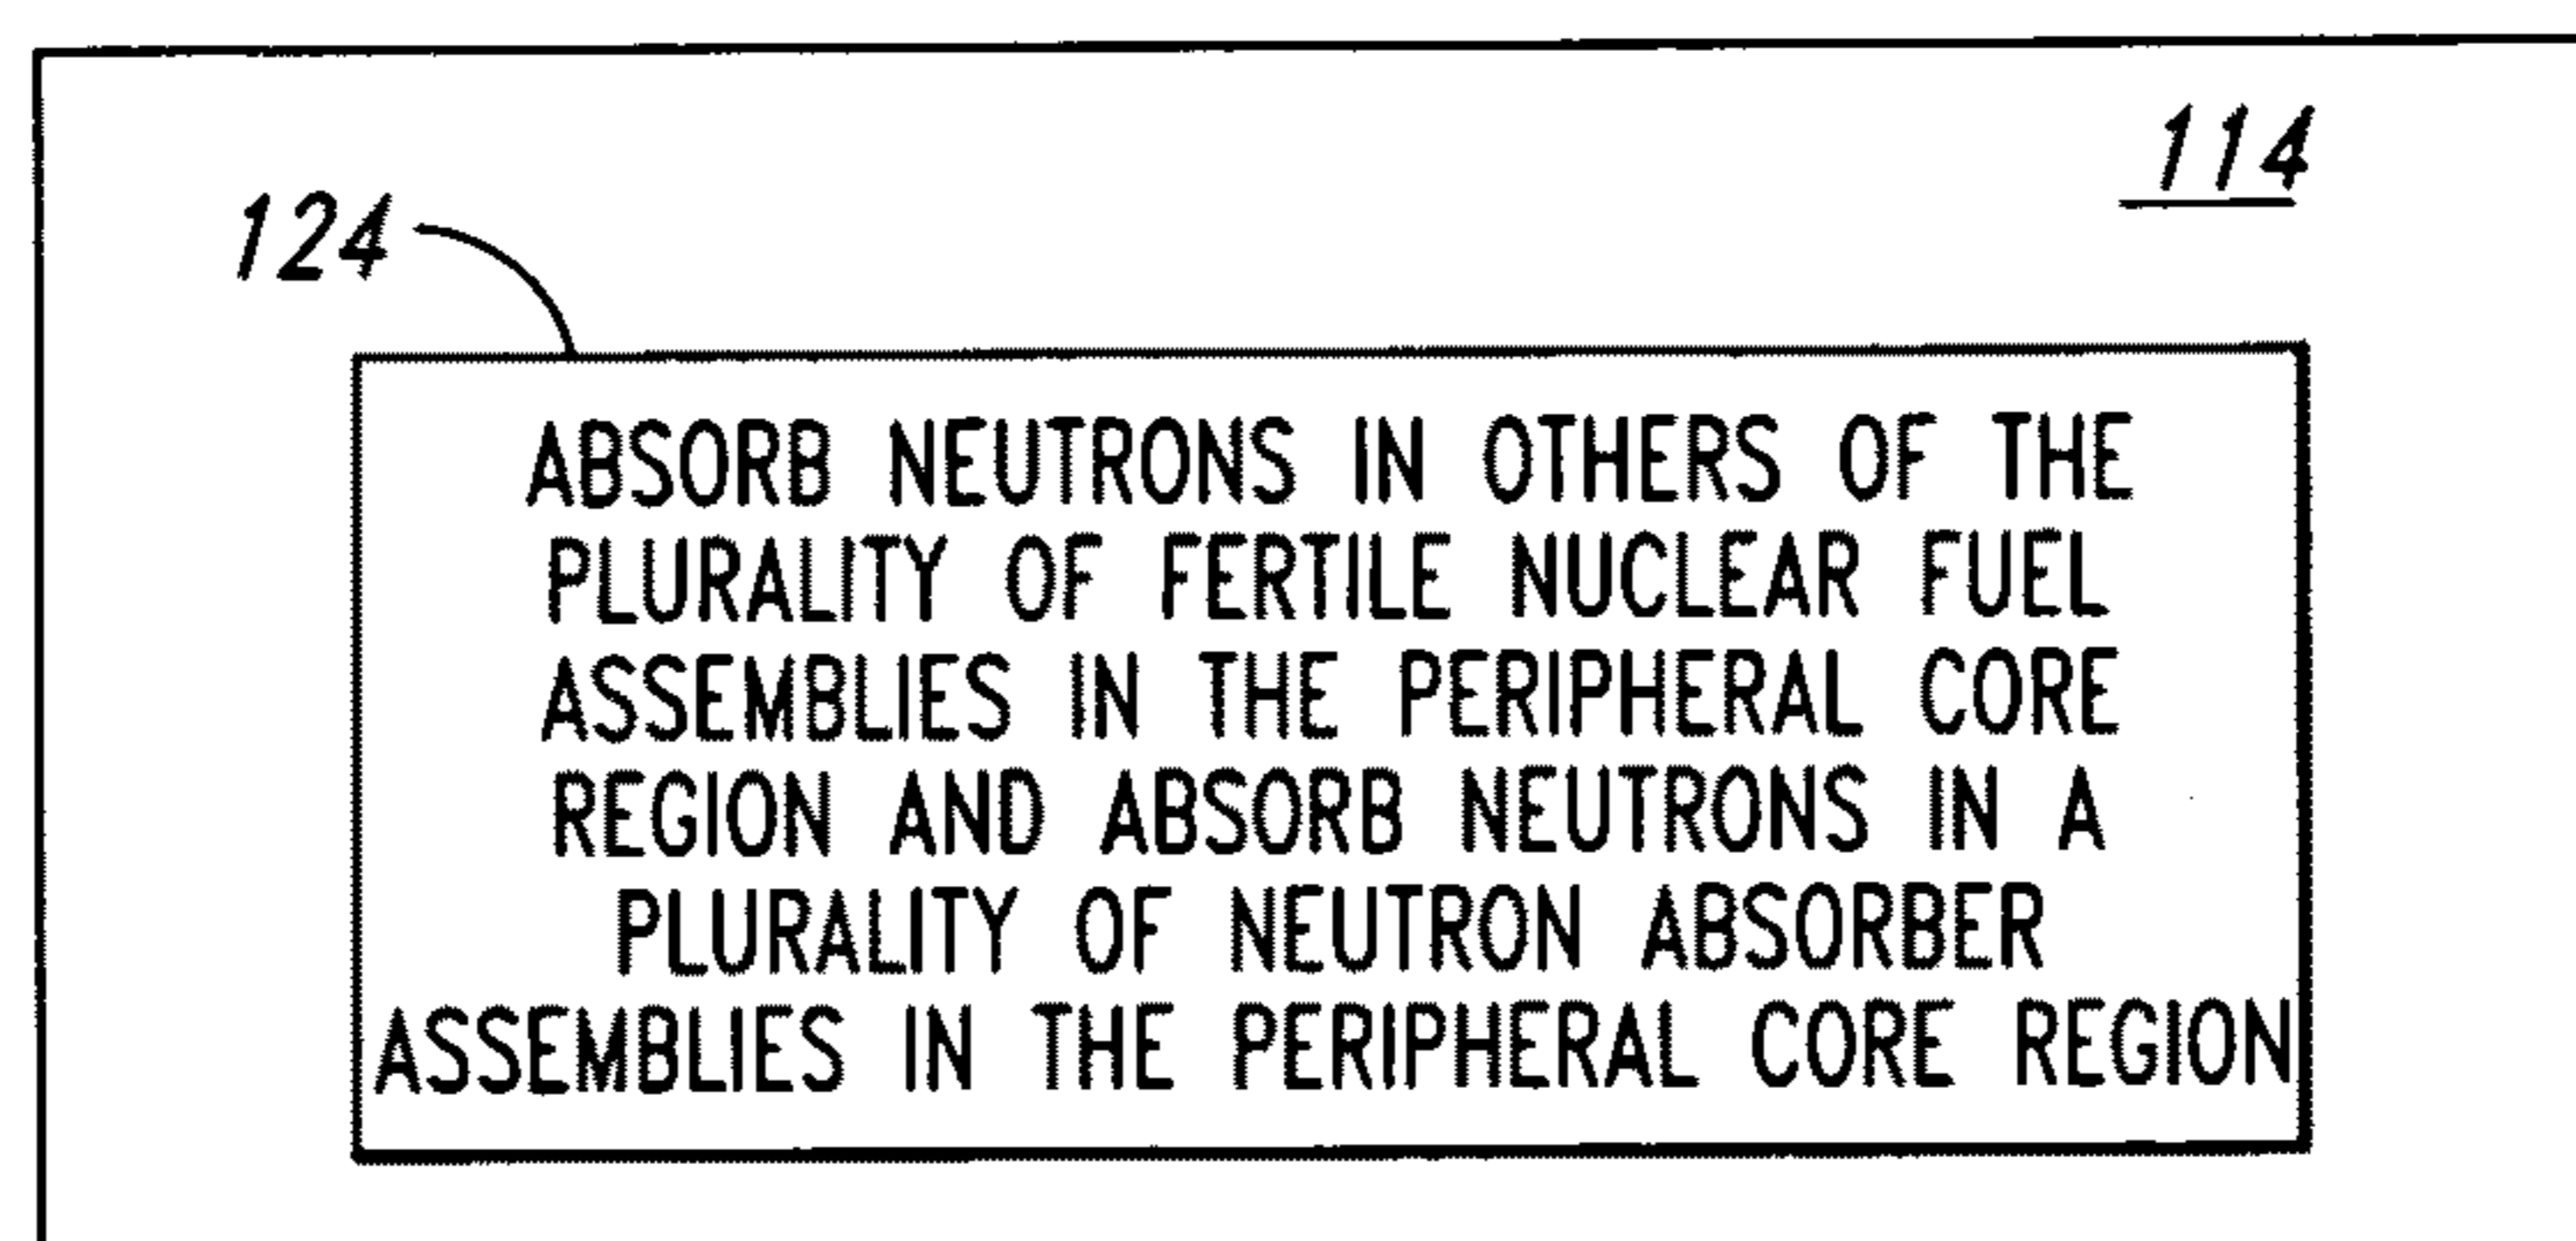 114
124
ABSORB NEUTRONS IN OTHERS OF THE
PLURALITY OF FERTILE NUCLEAR FUEL
ASSEMBLIES IN THE PERIPHERAL CORE
REGION AND ABSORB NEUTRONS IN A
PLURALITY OF NEUTRON ABSORBER
ASSEMBLIES IN THE PERIPHERAL CORE REGION